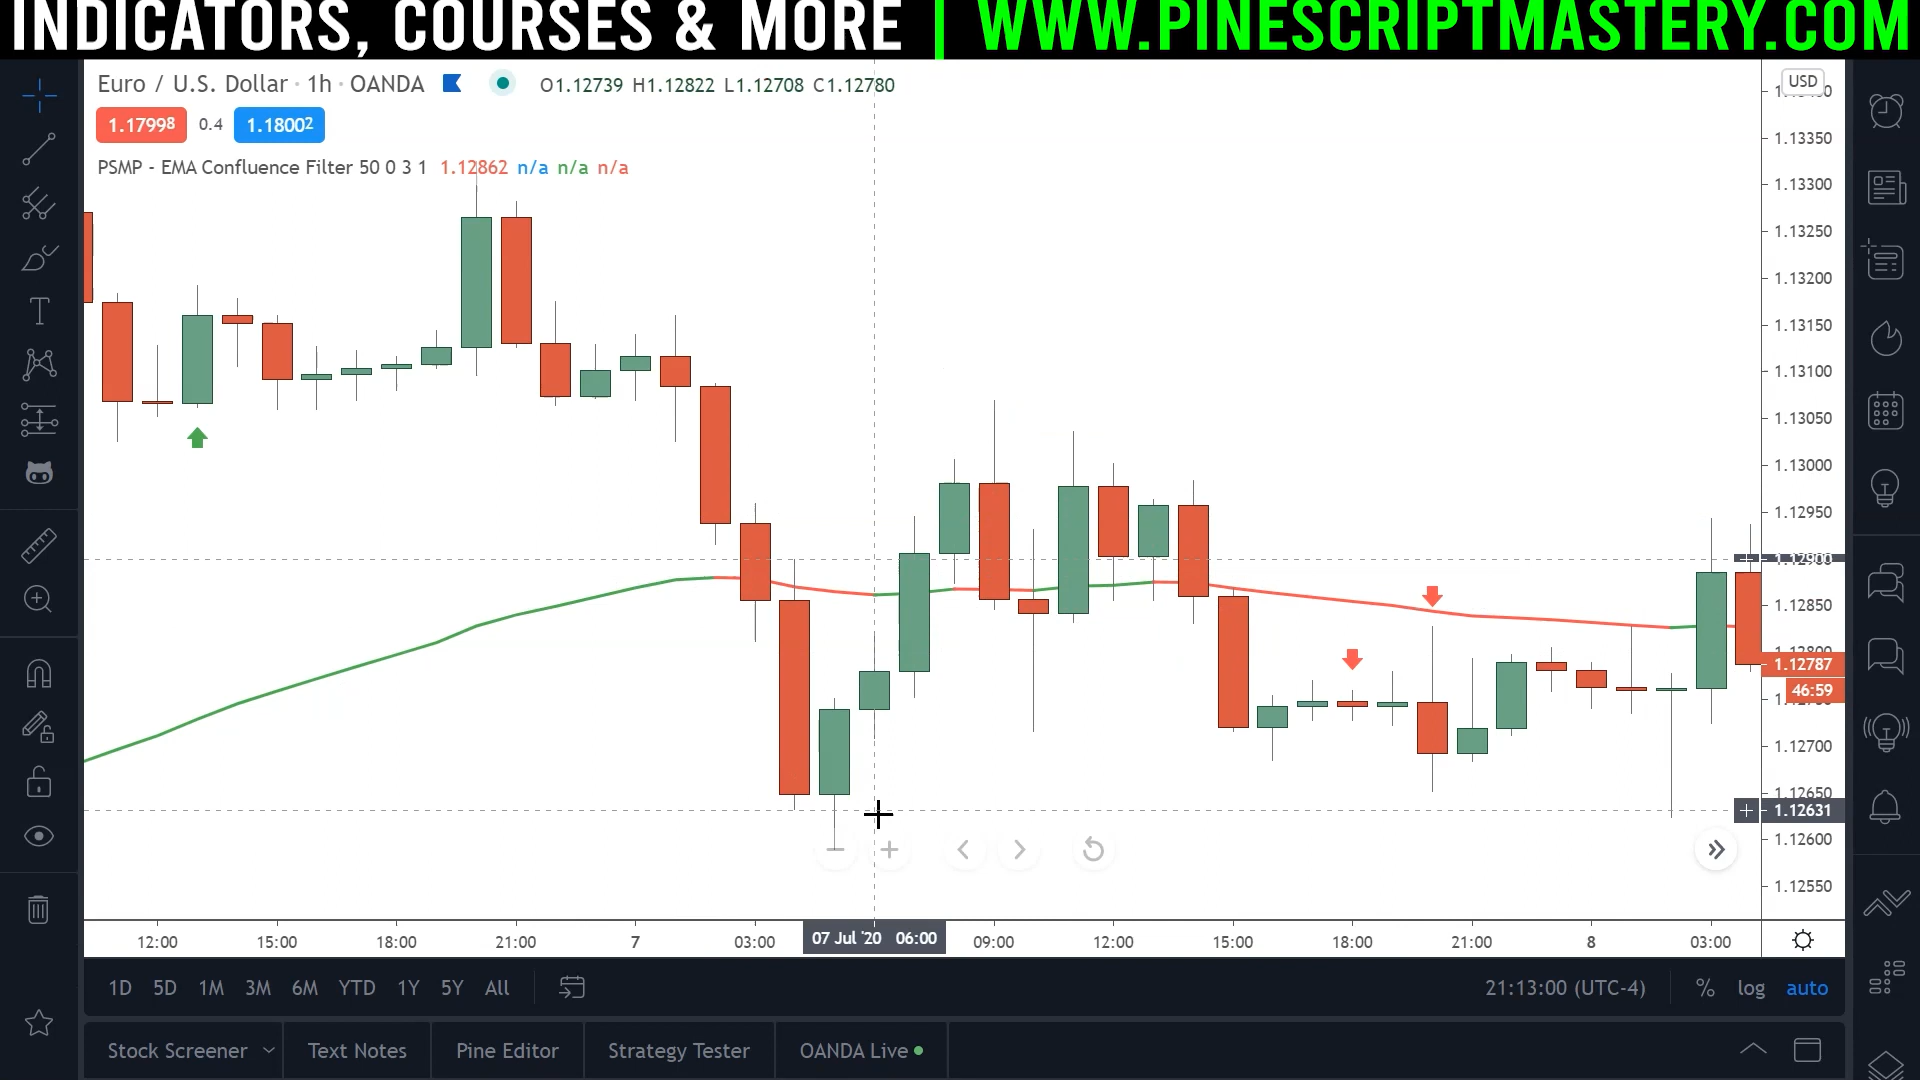 INDICATORS, COURSES & MORE | WWW.PINESCRIPTMASTERY.COM
Euro / U.S. Dollar · 1h · OANDA O1.12739 H1.12822 L1.12708 C1.12780
USD
1.17998 0.4 1.18002
PSMP - EMA Confluence Filter 50 0 3 1 1.12862 n/a n/a n/a
1.13350
1.13300
1.13250
1.13200
1.13150
1.13100
1.13050
1.13000
1.12950
1.12900
1.12850
1.12787
46:59
1.12700
1.12650
1.12631
1.12600
1.12550
12:00 15:00 18:00 21:00 7 03:00 07 Jul '20 06:00 09:00 12:00 15:00 18:00 21:00 8 03:00
1D 5D 1M 3M 6M YTD 1Y 5Y All 21:13:00 (UTC-4) % log auto
Stock Screener Text Notes Pine Editor Strategy Tester OANDA Live